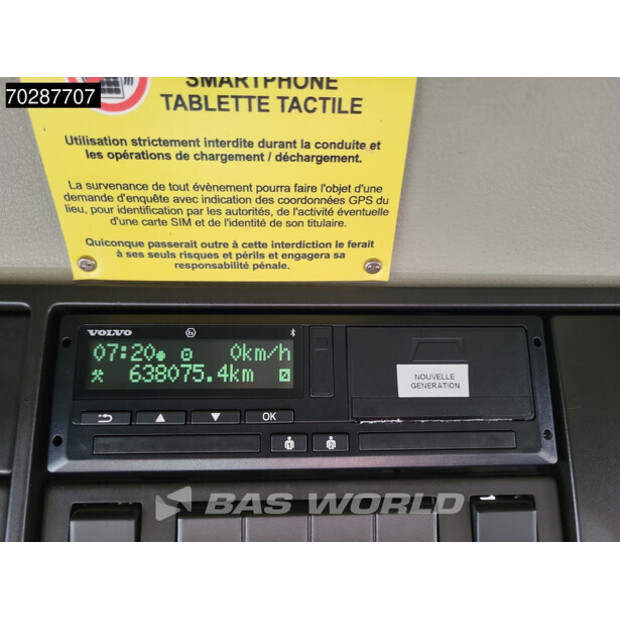 70287707
SMARTPHONE
TABLETTE TACTILE
Utilisation strictement interdite durant la conduite et
les opérations de chargement / déchargement.
La survenance de tout évènement pourra faire l'objet d'une
demande d'enquête avec indication des coordonnées GPS du
lieu, pour identification par les autorités, de l'activité éventuelle
d'une carte SIM et de l'identité de son titulaire.
Quiconque passerait outre à cette interdiction le ferait
à ses seuls risques et périls et engagera sa
responsabilité pénale.
VOLVO
Ex
07:20 0km/h
638075.4km
NOUVELLE
GENERATION
OK
1 2
BAS WORLD